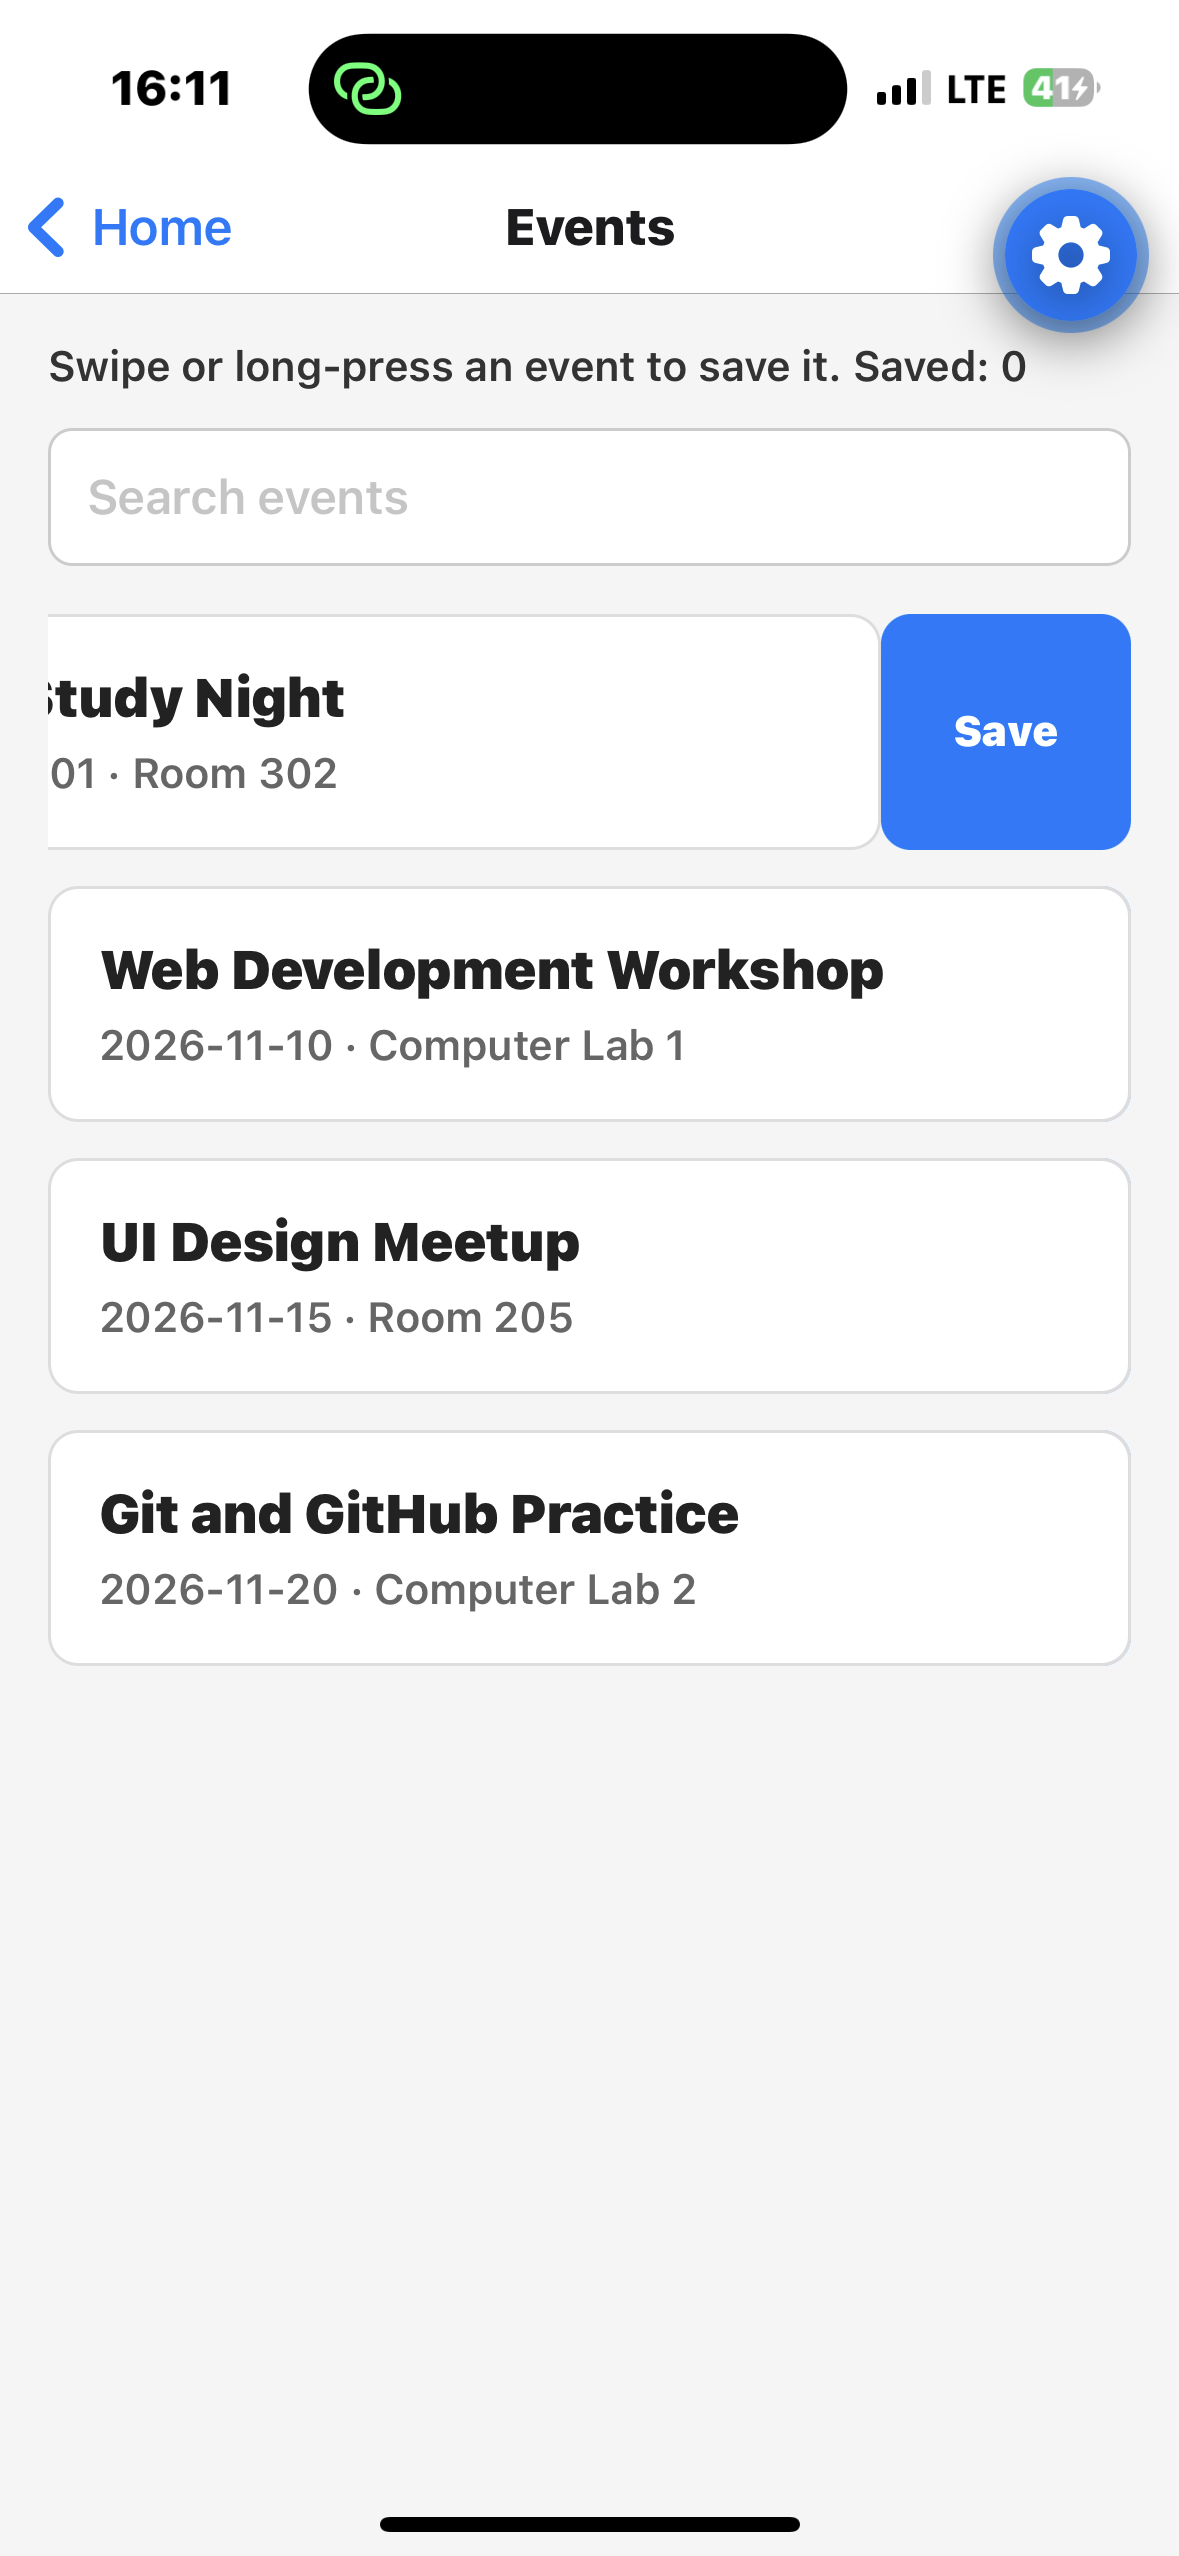 16:11 LTE 41
Home Events
Swipe or long-press an event to save it. Saved: 0
Search events
Study Night
01 · Room 302
Save
Web Development Workshop
2026-11-10 · Computer Lab 1
UI Design Meetup
2026-11-15 · Room 205
Git and GitHub Practice
2026-11-20 · Computer Lab 2